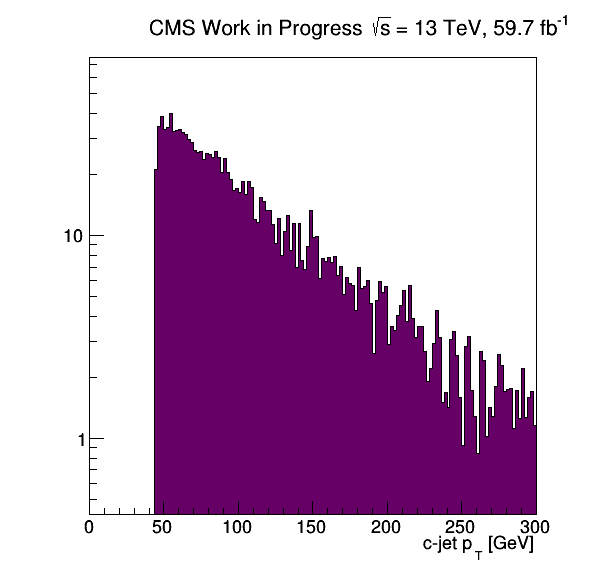 CMS Work in Progress √s = 13 TeV, 59.7 fb⁻¹
10
1
0 50 100 150 200 250 300
c-jet p_T [GeV]